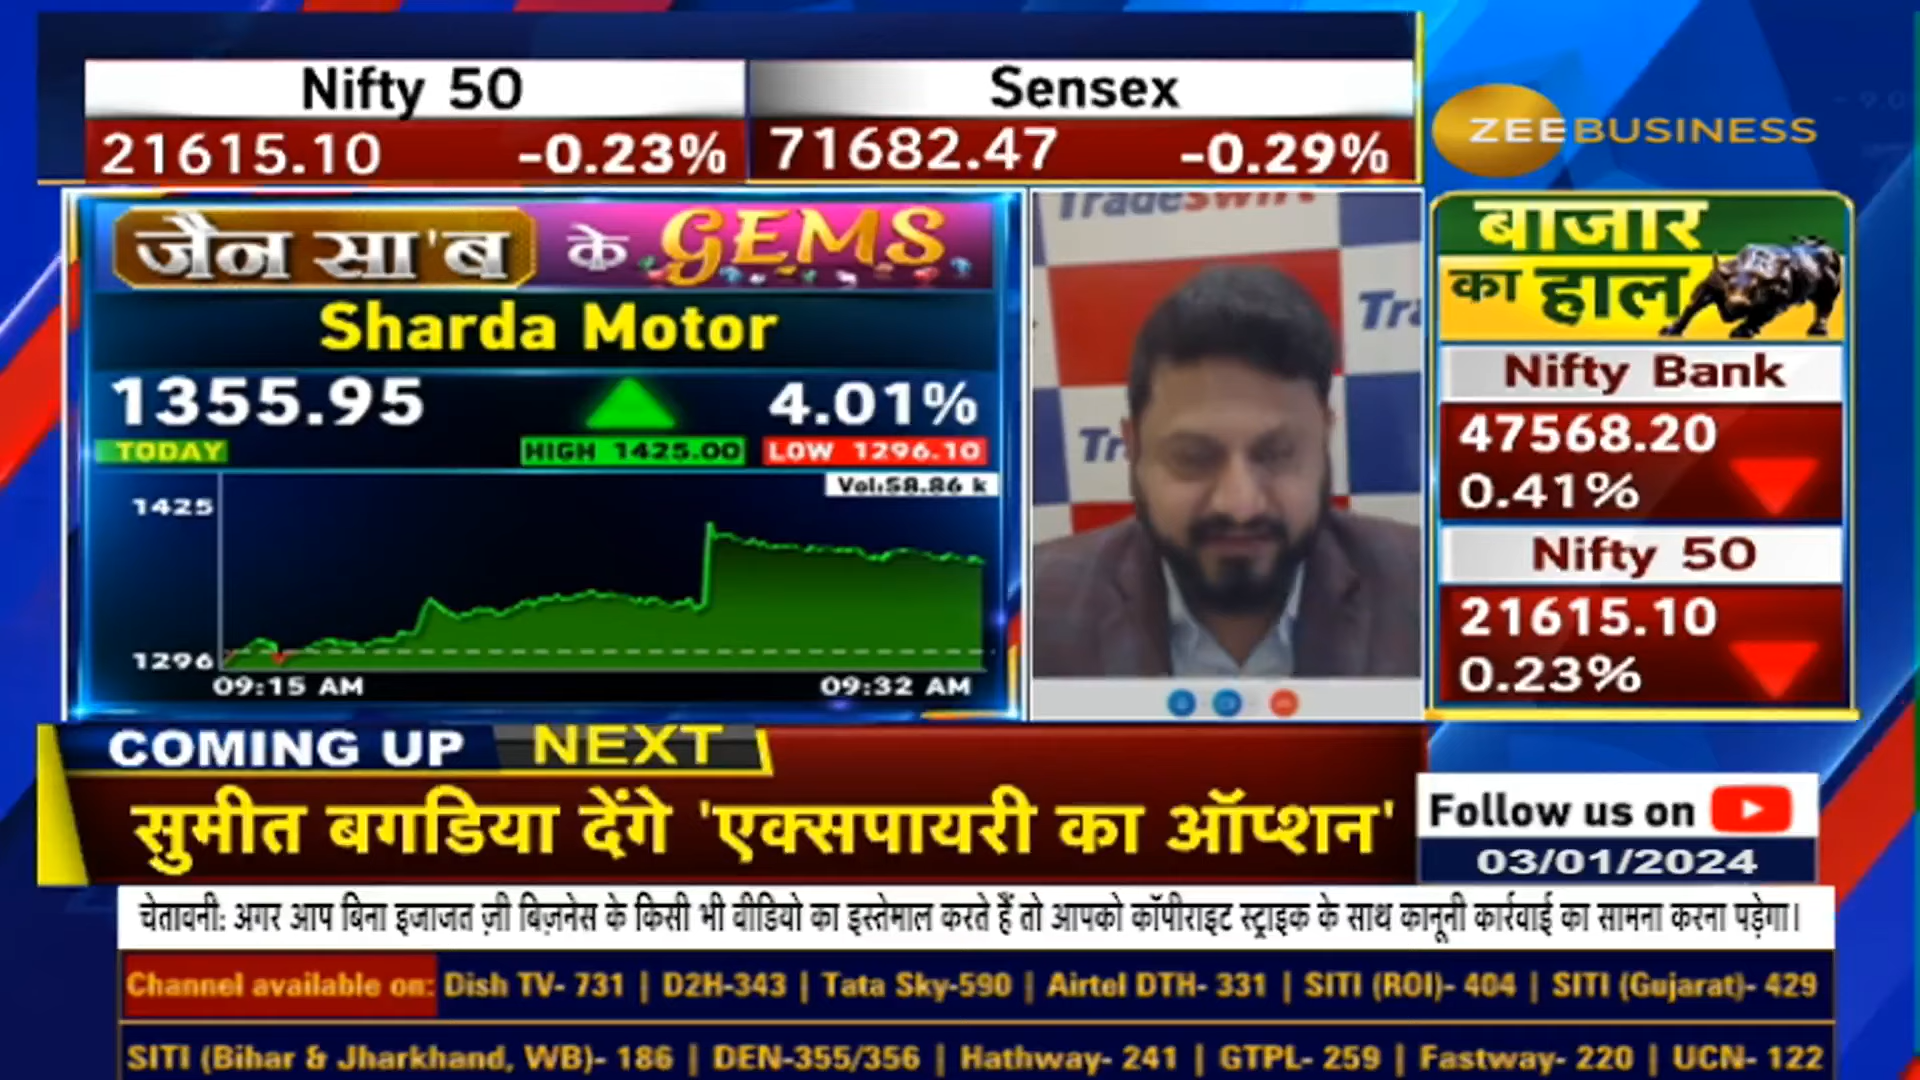 Nifty 50
21615.10 -0.23%
Sensex
71682.47 -0.29%
ZEEBUSINESS
जैन सा'ब के GEMS
Sharda Motor
1355.95 4.01%
TODAY HIGH 1425.00 LOW 1296.10
Vol:58.86 k
1425
1296
09:15 AM 09:32 AM
TradeSwift
बाजार
का हाल
Nifty Bank
47568.20
0.41%
Nifty 50
21615.10
0.23%
COMING UP NEXT
सुमीत बगडिया देंगे 'एक्सपायरी का ऑप्शन'
Follow us on
03/01/2024
चेतावनी: अगर आप बिना इजाजत ज़ी बिज़नेस के किसी भी वीडियो का इस्तेमाल करते हैं तो आपको कॉपीराइट स्ट्राइक के साथ कानूनी कार्रवाई का सामना करना पड़ेगा।
Channel available on: Dish TV- 731 | D2H-343 | Tata Sky-590 | Airtel DTH- 331 | SITI (ROI)- 404 | SITI (Gujarat)- 429
SITI (Bihar & Jharkhand, WB)- 186 | DEN-355/356 | Hathway- 241 | GTPL- 259 | Fastway- 220 | UCN- 122